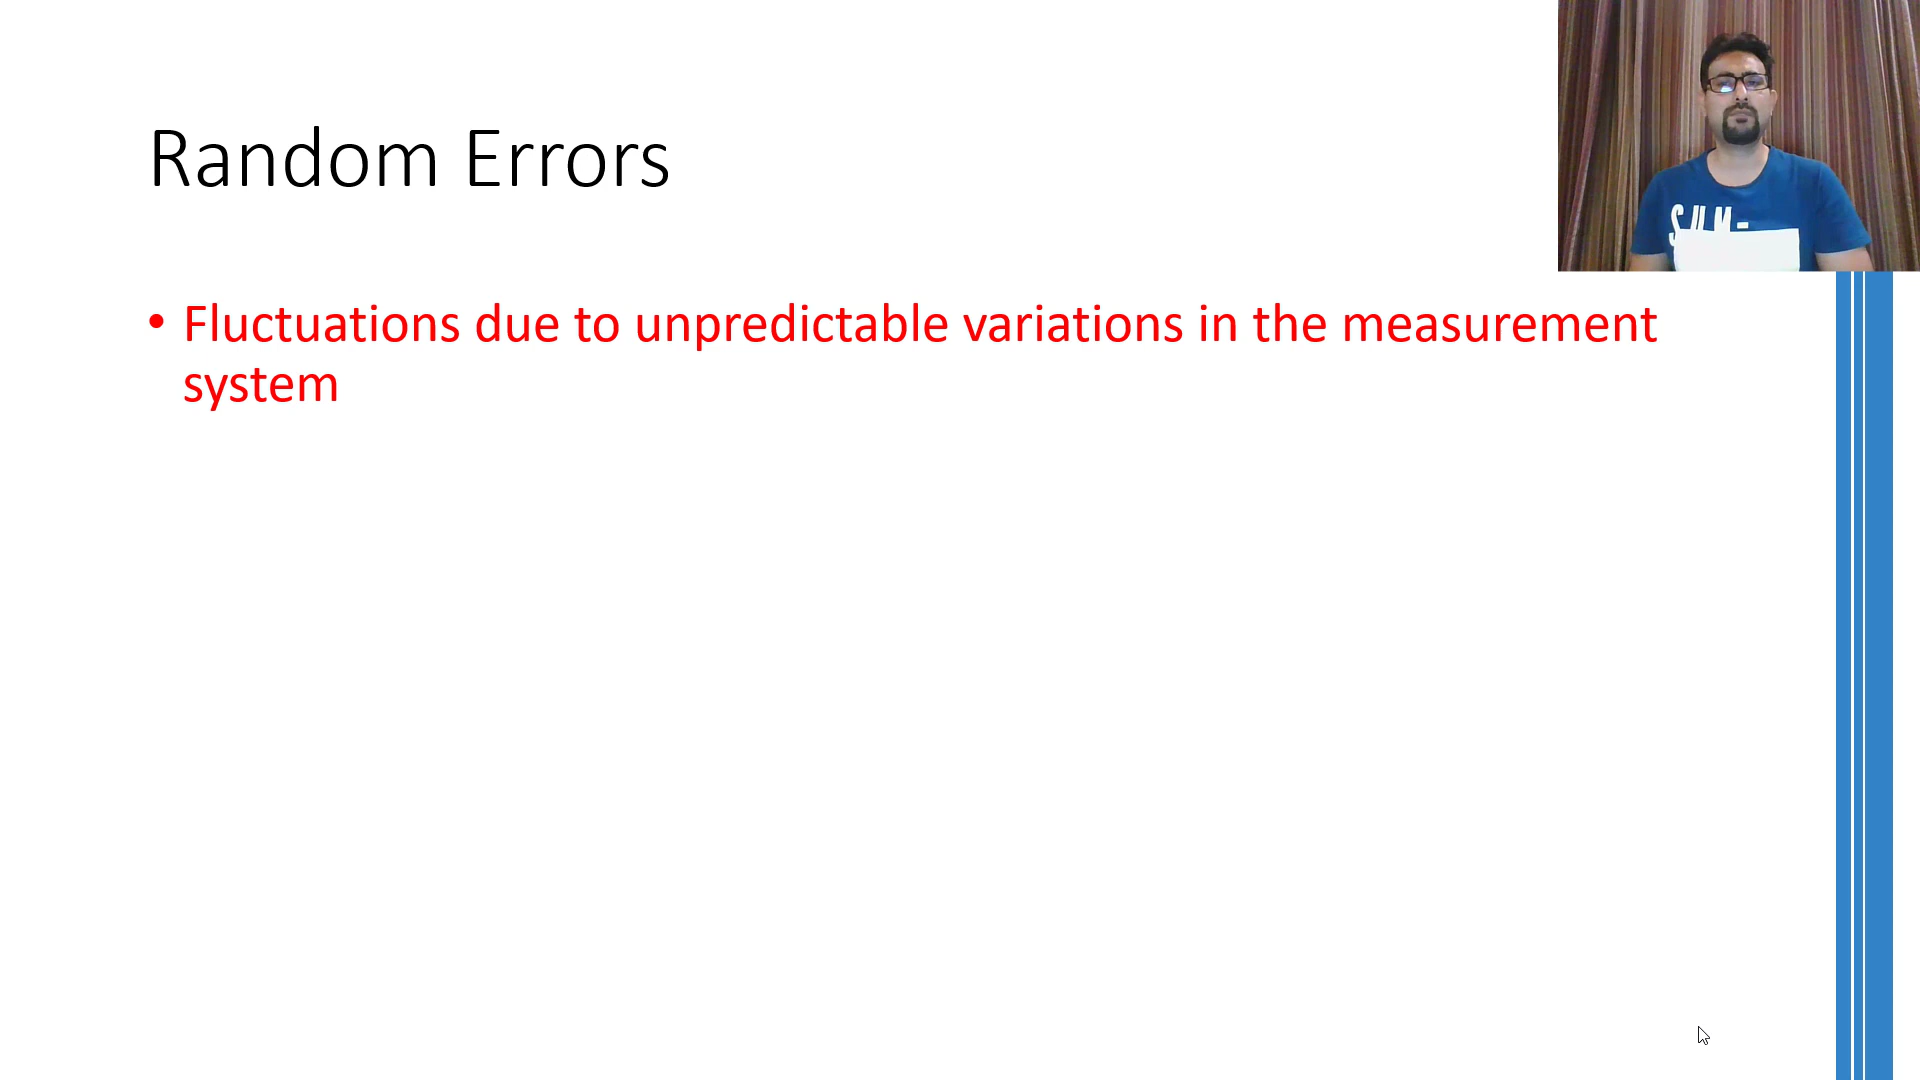 Random Errors
• Fluctuations due to unpredictable variations in the measurement
system